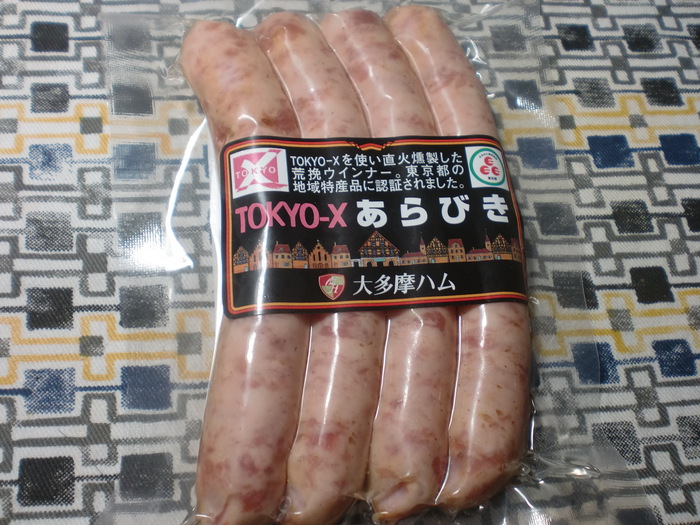 TOKYO
TOKYO-Xを使い直火燻製した
荒挽ウインナー。東京都の
地域特産品に認証されました。
TOKYO-X あらびき
大多摩ハム